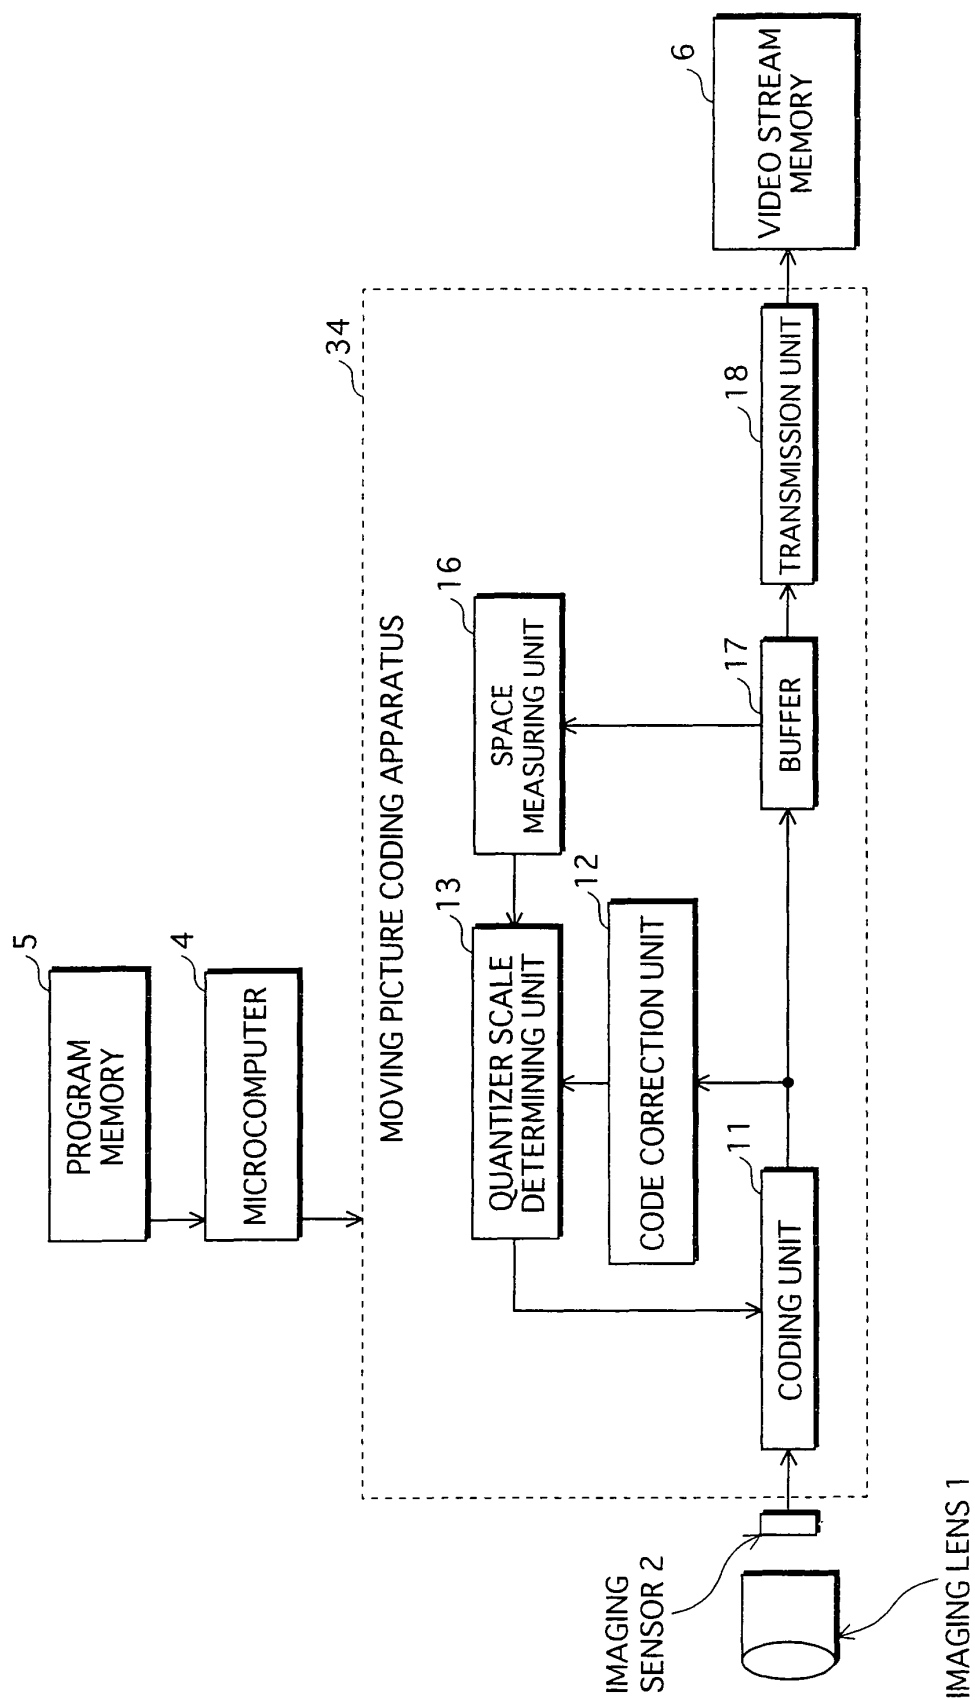 5
PROGRAM
MEMORY
4
MICROCOMPUTER
34
MOVING PICTURE CODING APPARATUS
13
QUANTIZER SCALE
DETERMINING UNIT
16
SPACE
MEASURING UNIT
12
CODE CORRECTION UNIT
11
CODING UNIT
17
BUFFER
18
TRANSMISSION UNIT
6
VIDEO STREAM
MEMORY
IMAGING
SENSOR 2
IMAGING LENS 1